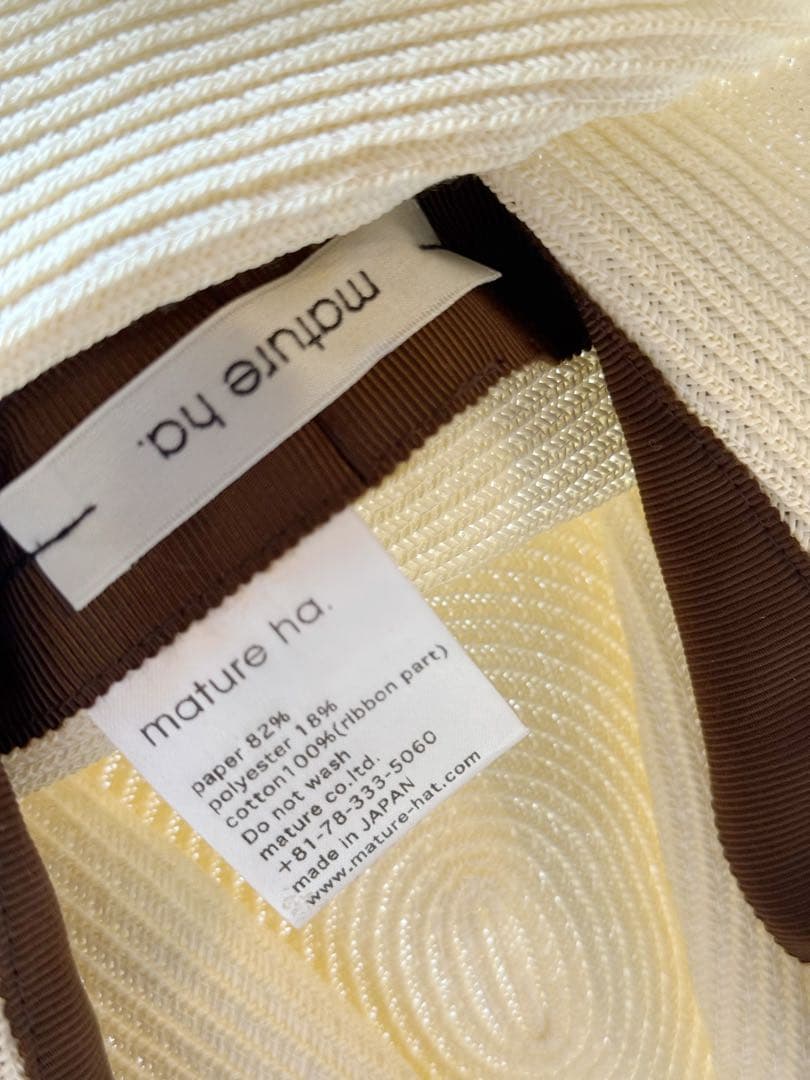 mature ha.
mature ha.
paper 82%
polyester 18%
cotton100%(ribbon part)
Do not wash
mature co.ltd.
+81-78-333-5060
made in JAPAN
www.mature-hat.com